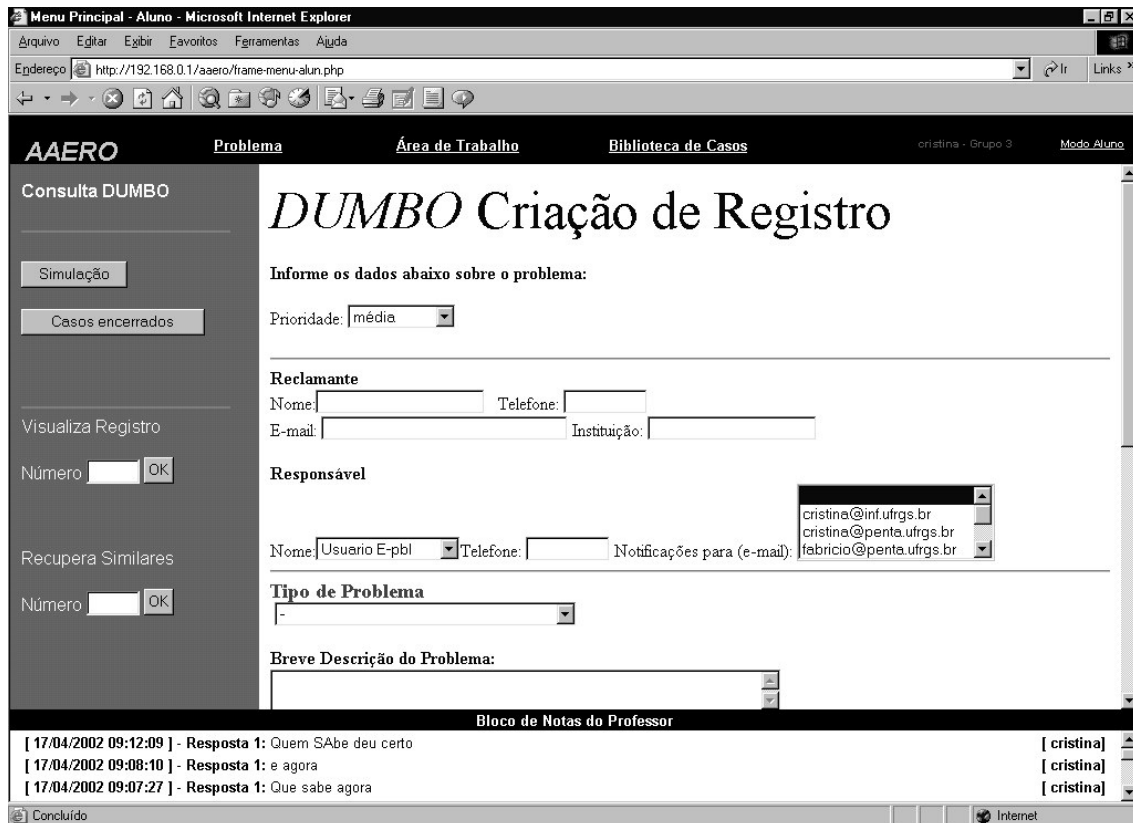 Menu Principal - Aluno - Microsoft Internet Explorer
Arquivo Editar Exibir Favoritos Ferramentas Ajuda
Endereço http://192.168.0.1/aaero/frame-menu-alun.php Ir Links
AAERO Problema Área de Trabalho Biblioteca de Casos cristina - Grupo 3 Modo Aluno
Consulta DUMBO
Simulação
Casos encerrados
Visualiza Registro
Número OK
Recupera Similares
Número OK
DUMBO Criação de Registro
Informe os dados abaixo sobre o problema:
Prioridade: média
Reclamante
Nome: Telefone:
E-mail: Instituição:
Responsável
cristina@inf.ufrgs.br
cristina@penta.ufrgs.br
fabricio@penta.ufrgs.br
Nome: Usuario E-pbl Telefone: Notificações para (e-mail):
Tipo de Problema
-
Breve Descrição do Problema:
Bloco de Notas do Professor
[ 17/04/2002 09:12:09 ] - Resposta 1: Quem SAbe deu certo [ cristina]
[ 17/04/2002 09:08:10 ] - Resposta 1: e agora [ cristina]
[ 17/04/2002 09:07:27 ] - Resposta 1: Que sabe agora [ cristina]
Concluído Internet